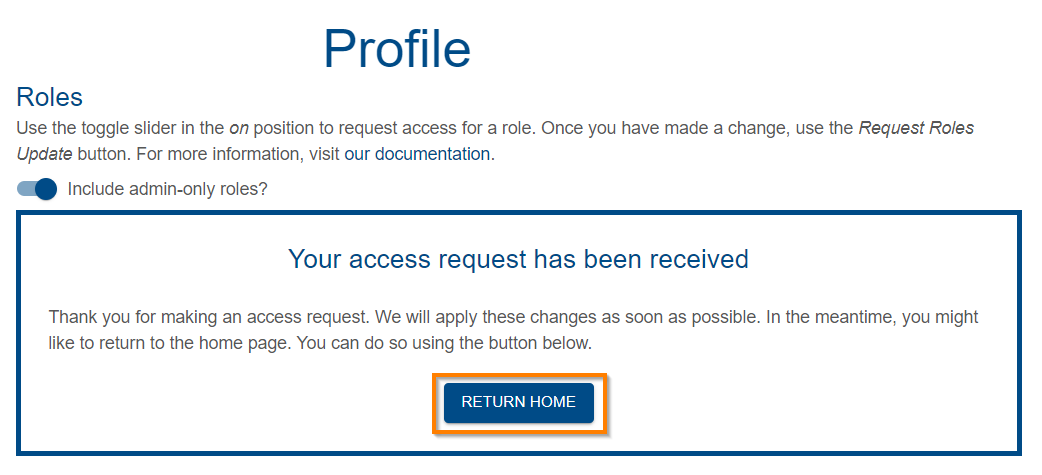 Profile
Roles
Use the toggle slider in the on position to request access for a role. Once you have made a change, use the Request Roles
Update button. For more information, visit our documentation.
Include admin-only roles?
Your access request has been received
Thank you for making an access request. We will apply these changes as soon as possible. In the meantime, you might
like to return to the home page. You can do so using the button below.
RETURN HOME